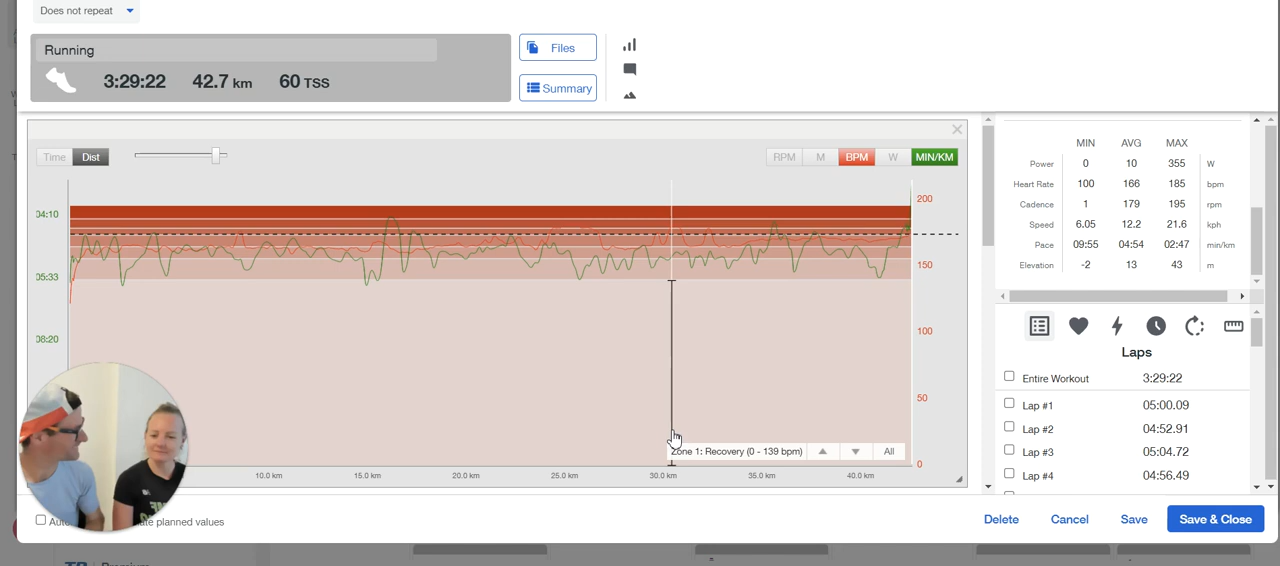 Does not repeat
Running
3:29:22 42.7 km 60 TSS
Files
Summary
Time Dist
RPM M BPM W MIN/KM
04:10
05:33
08:20
200
150
100
50
0
Zone 1: Recovery (0 - 139 bpm) All
10.0 km 15.0 km 20.0 km 25.0 km 30.0 km 35.0 km 40.0 km
MIN AVG MAX
Power 0 10 355 W
Heart Rate 100 166 185 bpm
Cadence 1 179 195 rpm
Speed 6.05 12.2 21.6 kph
Pace 09:55 04:54 02:47 min/km
Elevation -2 13 43 m
Laps
Entire Workout 3:29:22
Lap #1 05:00.09
Lap #2 04:52.91
Lap #3 05:04.72
Lap #4 04:56.49
planned values
Delete Cancel Save Save & Close